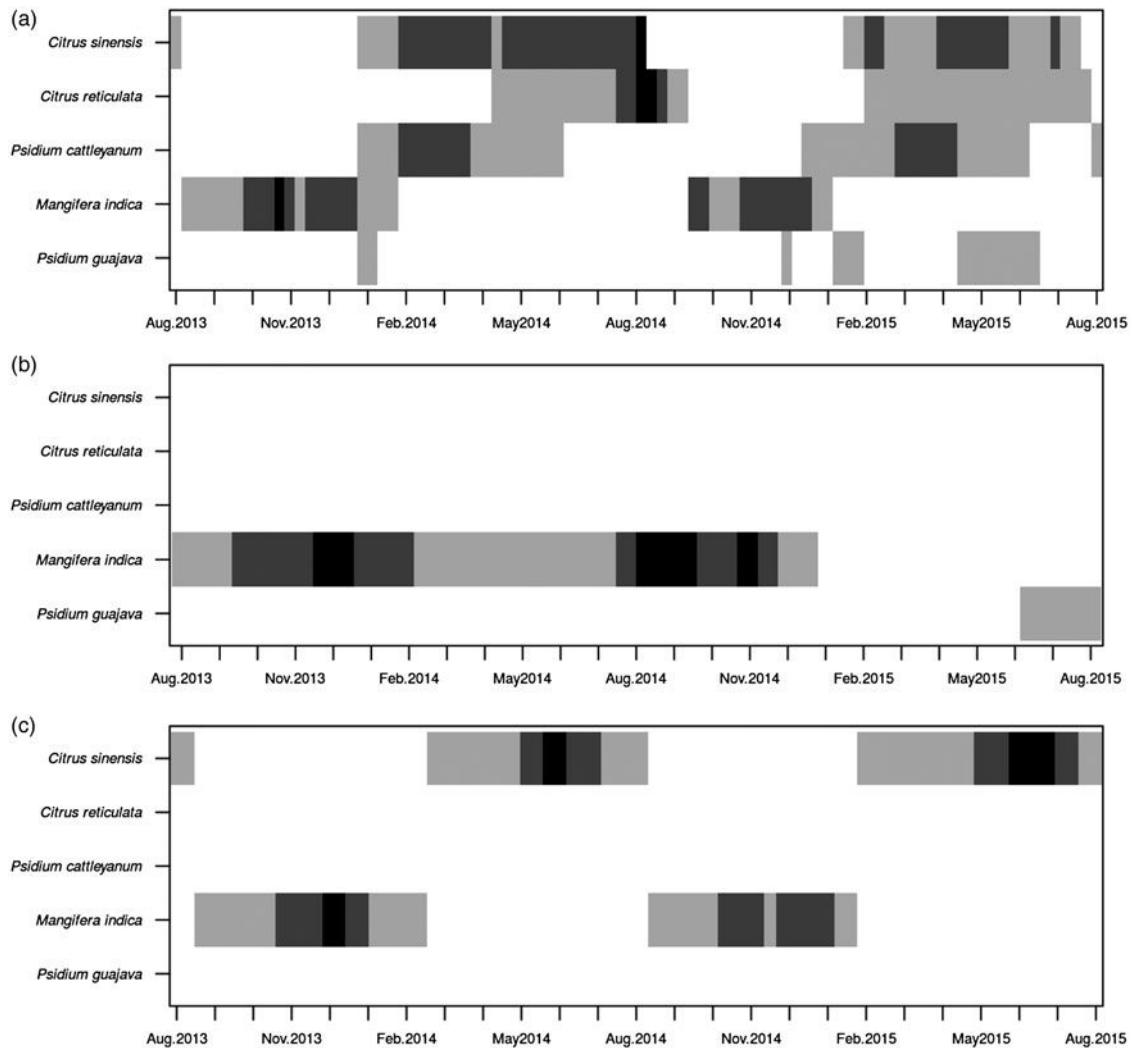 (a)
Citrus sinensis
Citrus reticulata
Psidium cattleyanum
Mangifera indica
Psidium guajava
Aug.2013 Nov.2013 Feb.2014 May2014 Aug.2014 Nov.2014 Feb.2015 May2015 Aug.2015
(b)
Citrus sinensis
Citrus reticulata
Psidium cattleyanum
Mangifera indica
Psidium guajava
Aug.2013 Nov.2013 Feb.2014 May2014 Aug.2014 Nov.2014 Feb.2015 May2015 Aug.2015
(c)
Citrus sinensis
Citrus reticulata
Psidium cattleyanum
Mangifera indica
Psidium guajava
Aug.2013 Nov.2013 Feb.2014 May2014 Aug.2014 Nov.2014 Feb.2015 May2015 Aug.2015